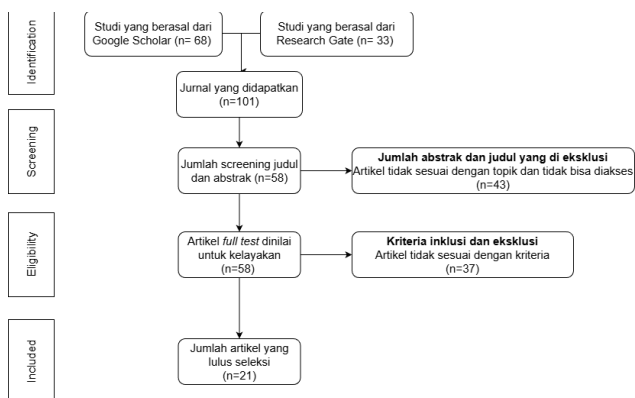 Identification
Studi yang berasal dari
Google Scholar (n= 68)
Studi yang berasal dari
Research Gate (n= 33)
Jurnal yang didapatkan
(n=101)
Screening
Jumlah screening judul
dan abstrak (n=58)
Jumlah abstrak dan judul yang di eksklusi
Artikel tidak sesuai dengan topik dan tidak bisa diakses
(n=43)
Eligibility
Artikel full test dinilai
untuk kelayakan
(n=58)
Kriteria inklusi dan eksklusi
Artikel tidak sesuai dengan kriteria
(n=37)
Included
Jumlah artikel yang
lulus seleksi
(n=21)